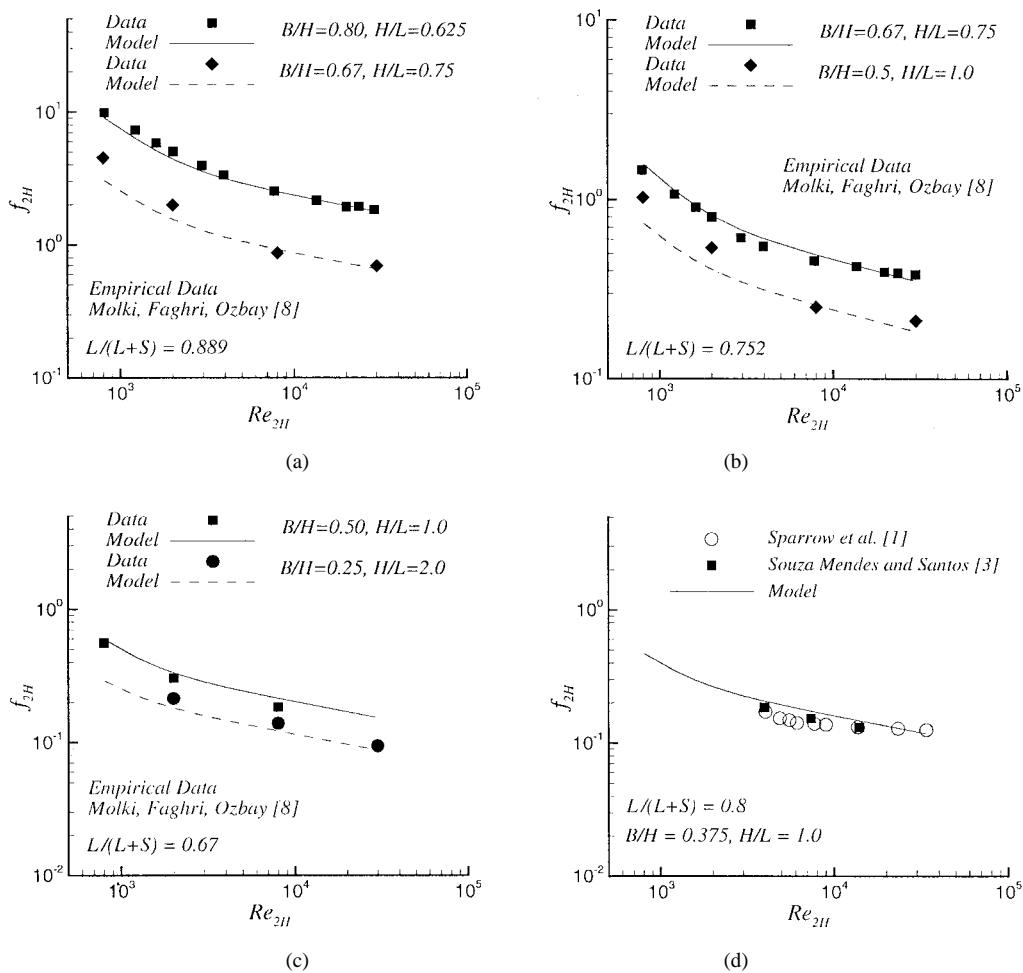 (a)
Data
Model
Data
Model
B/H=0.80, H/L=0.625
B/H=0.67, H/L=0.75
10^1
10^0
10^-1
f_2H
Empirical Data
Molki, Faghri, Ozbay [8]
L/(L+S) = 0.889
10^3
10^4
10^5
Re_2H
(a)
10^1
10^0
10^-1
f_2H
Data
Model
Data
Model
B/H=0.67, H/L=0.75
B/H=0.5, H/L=1.0
Empirical Data
Molki, Faghri, Ozbay [8]
L/(L+S) = 0.752
10^3
10^4
10^5
Re_2H
(b)
Data
Model
Data
Model
B/H=0.50, H/L=1.0
B/H=0.25, H/L=2.0
10^0
10^-1
10^-2
f_2H
Empirical Data
Molki, Faghri, Ozbay [8]
L/(L+S) = 0.67
10^3
10^4
10^5
Re_2H
(c)
Sparrow et al. [1]
Souza Mendes and Santos [3]
Model
10^0
10^-1
10^-2
f_2H
L/(L+S) = 0.8
B/H = 0.375, H/L = 1.0
10^3
10^4
10^5
Re_2H
(d)